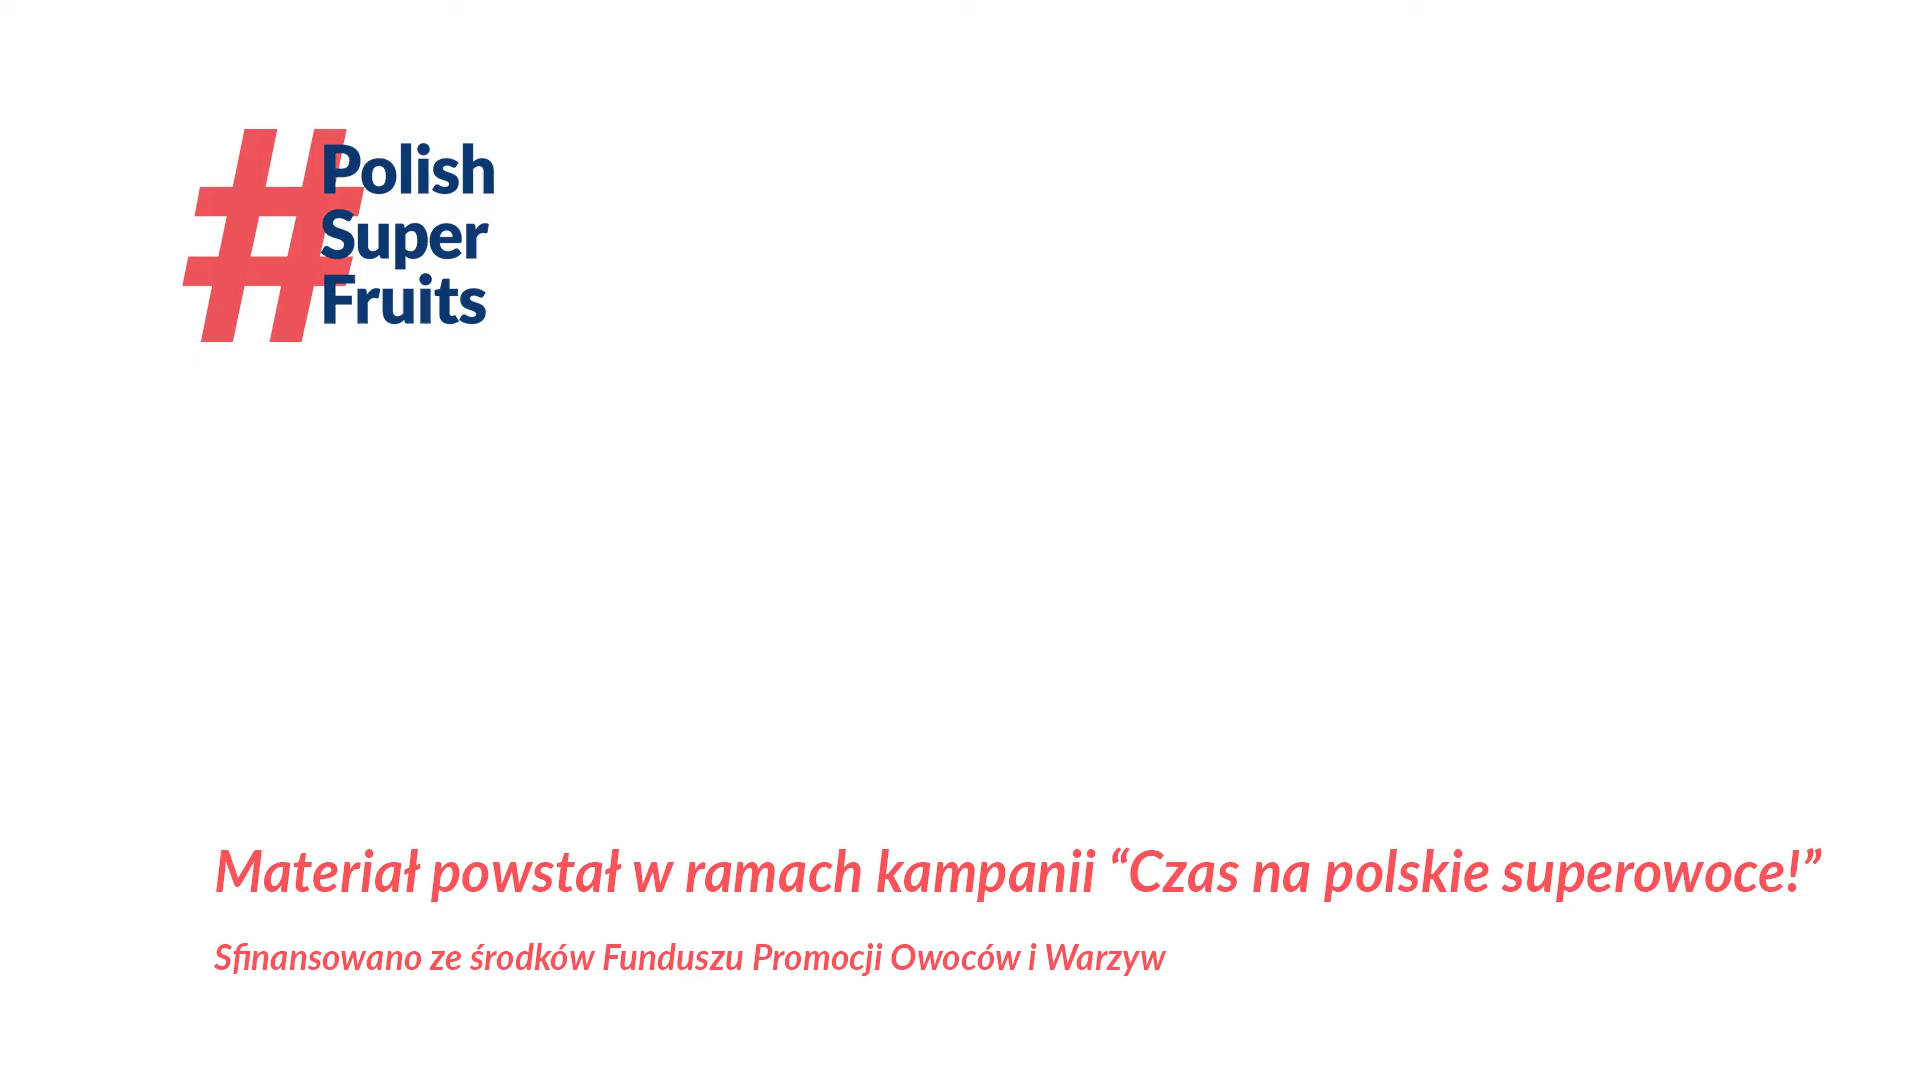 #Polish
Super
Fruits
Materiał powstał w ramach kampanii “Czas na polskie superowoce!”
Sfinansowano ze środków Funduszu Promocji Owoców i Warzyw